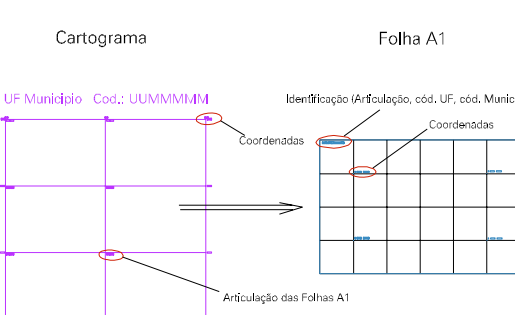 Cartograma
Folha A1
UF Municipio Cod.: UUMMMMM
Identificação (Articulação, cód. UF, cód. Munic
Coordenadas
Coordenadas
Articulação das Folhas A1